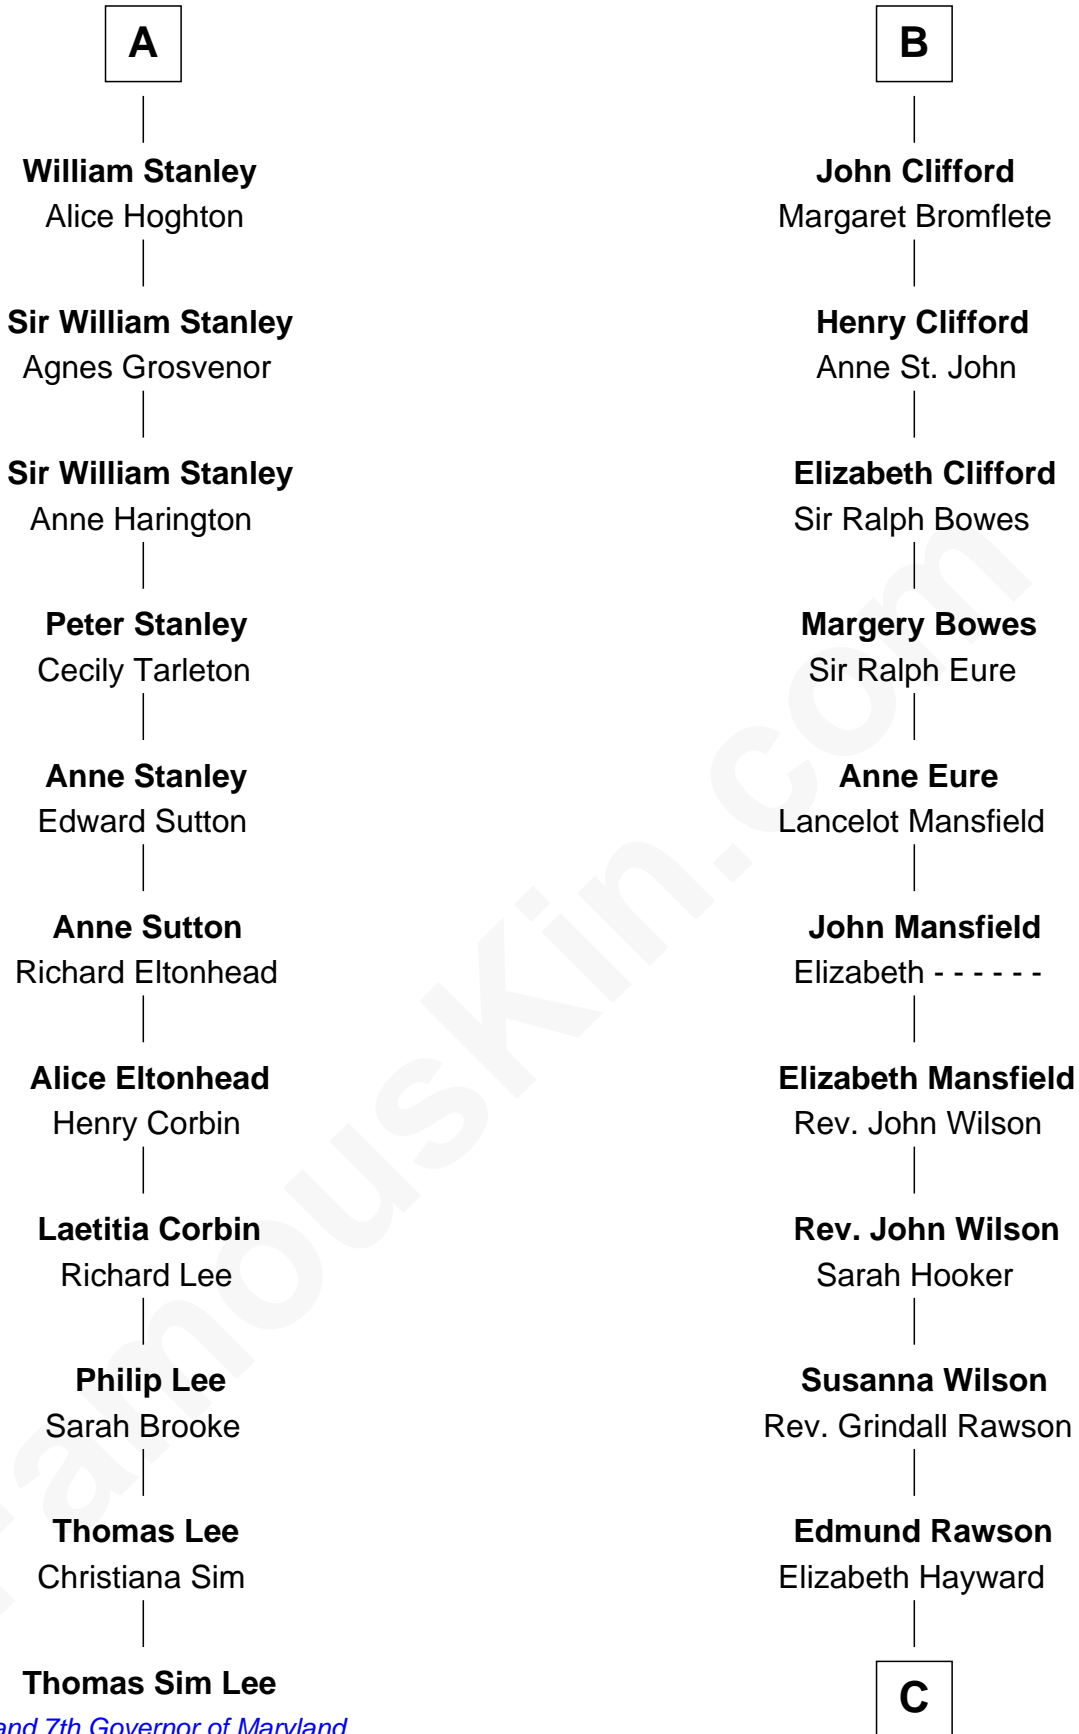 A
William Stanley
Alice Hoghton
Sir William Stanley
Agnes Grosvenor
Sir William Stanley
Anne Harington
Peter Stanley
Cecily Tarleton
Anne Stanley
Edward Sutton
Anne Sutton
Richard Eltonhead
Alice Eltonhead
Henry Corbin
Laetitia Corbin
Richard Lee
Philip Lee
Sarah Brooke
Thomas Lee
Christiana Sim
Thomas Sim Lee
and 7th Governor of Maryland
B
John Clifford
Margaret Bromflete
Henry Clifford
Anne St. John
Elizabeth Clifford
Sir Ralph Bowes
Margery Bowes
Sir Ralph Eure
Anne Eure
Lancelot Mansfield
John Mansfield
Elizabeth - - - - - -
Elizabeth Mansfield
Rev. John Wilson
Rev. John Wilson
Sarah Hooker
Susanna Wilson
Rev. Grindall Rawson
Edmund Rawson
Elizabeth Hayward
C
FamousKin.com